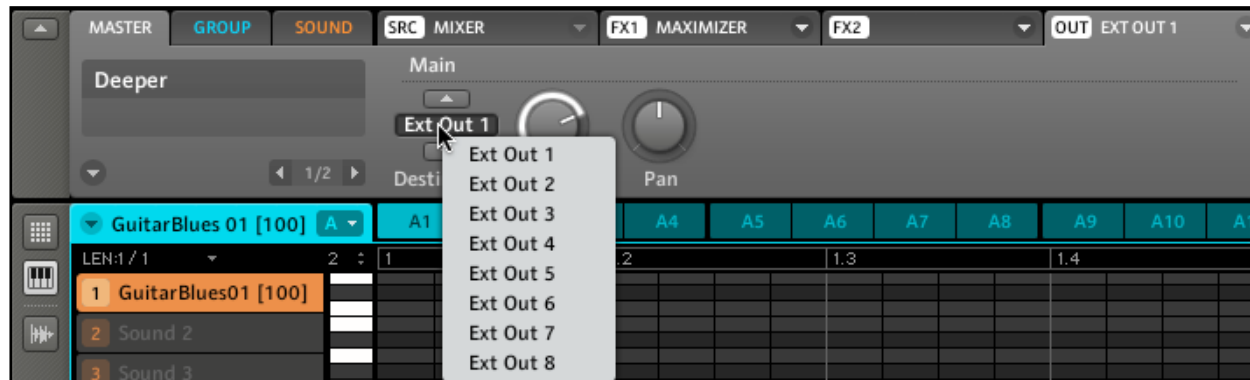 MASTER GROUP SOUND SRC MIXER FX1 MAXIMIZER FX2 OUT EXT OUT 1
Main
Deeper
Ext Out 1
1/2
Desti
Pan
Ext Out 1
Ext Out 2
Ext Out 3
Ext Out 4
Ext Out 5
Ext Out 6
Ext Out 7
Ext Out 8
GuitarBlues 01 [100] A A1 A4 A5 A6 A7 A8 A9 A10
LEN:1 / 1 2 1 .2 1.3 1.4
1 GuitarBlues01 [100]
2 Sound 2
3 Sound 3